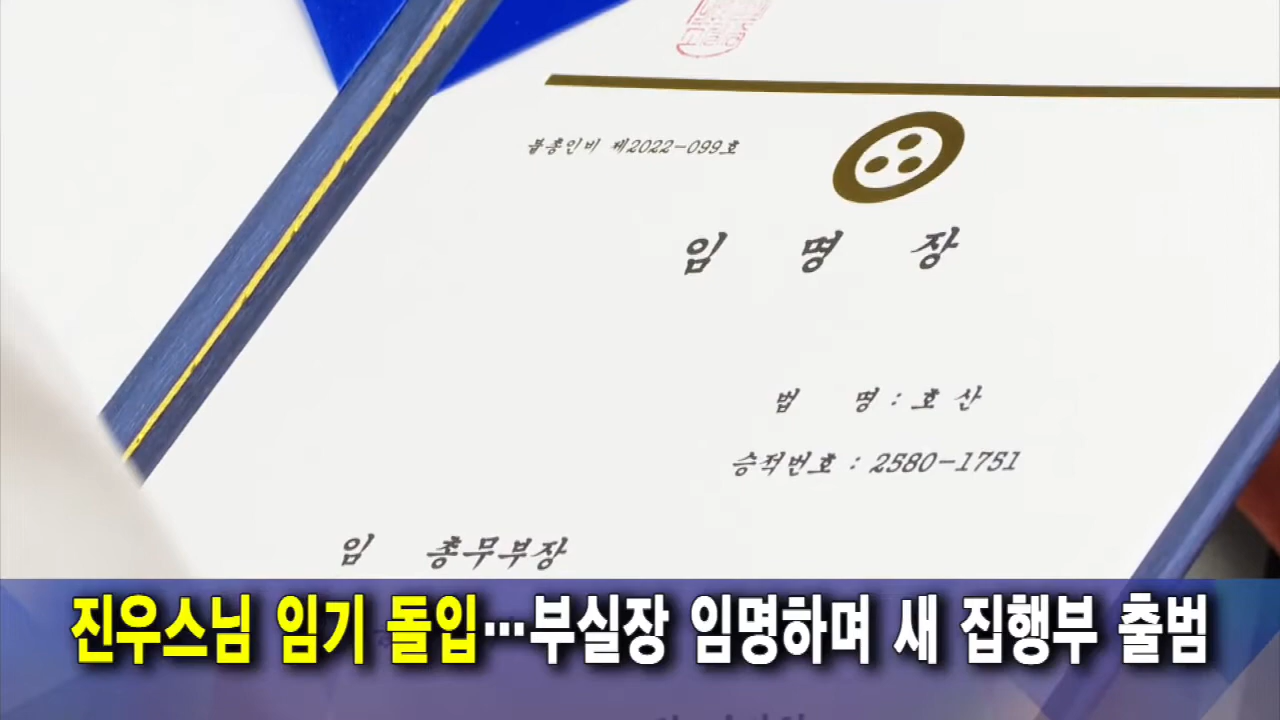 불총인비 제2022-099호
임 명 장
법 명 : 호 산
승적번호 : 2580-1751
임 총무부장
진우스님 임기 돌입…부실장 임명하며 새 집행부 출범